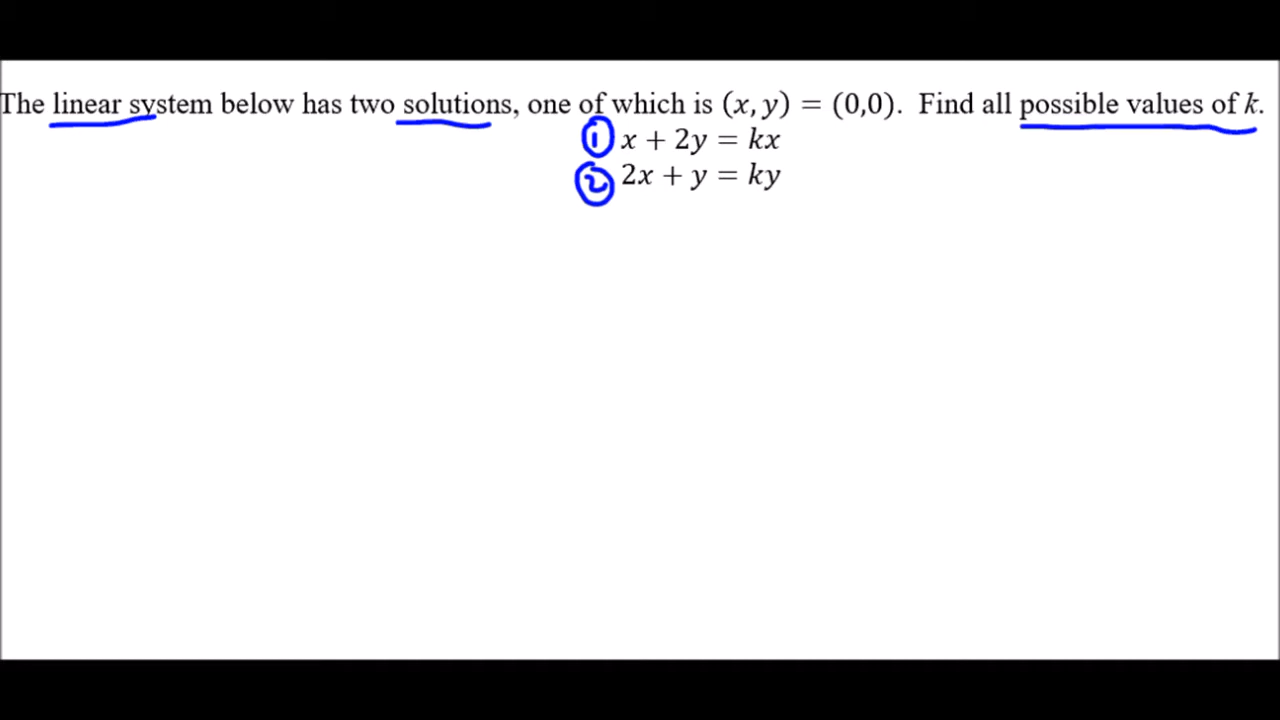 The linear system below has two solutions, one of which is (x, y) = (0,0).  Find all possible values of k.
① x + 2y = kx
② 2x + y = ky